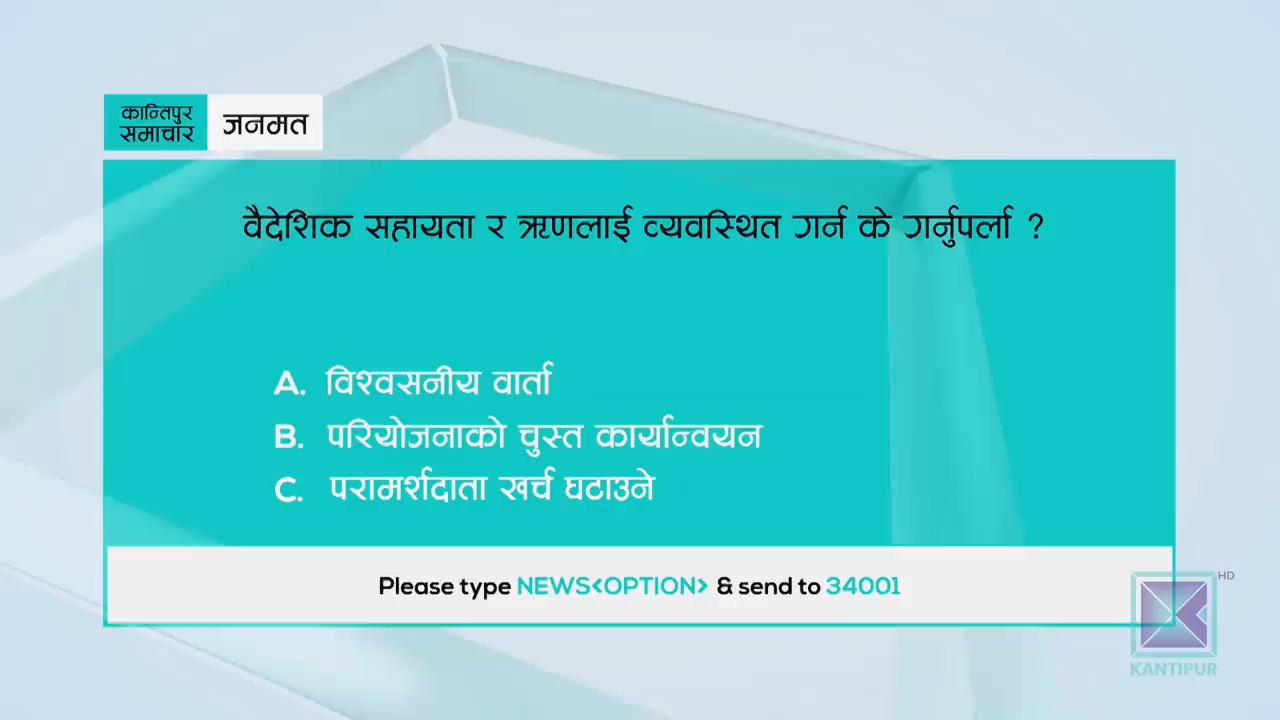 कान्तिपुर
समाचार
जनमत
वैदेशिक सहायता र ऋणलाई व्यवस्थित गर्न के गर्नुपर्ला ?
A. विश्वसनीय वार्ता
B. परियोजनाको चुस्त कार्यान्वयन
C. परामर्शदाता खर्च घटाउने
Please type NEWS<OPTION> & send to 34001
HD
KANTIPUR